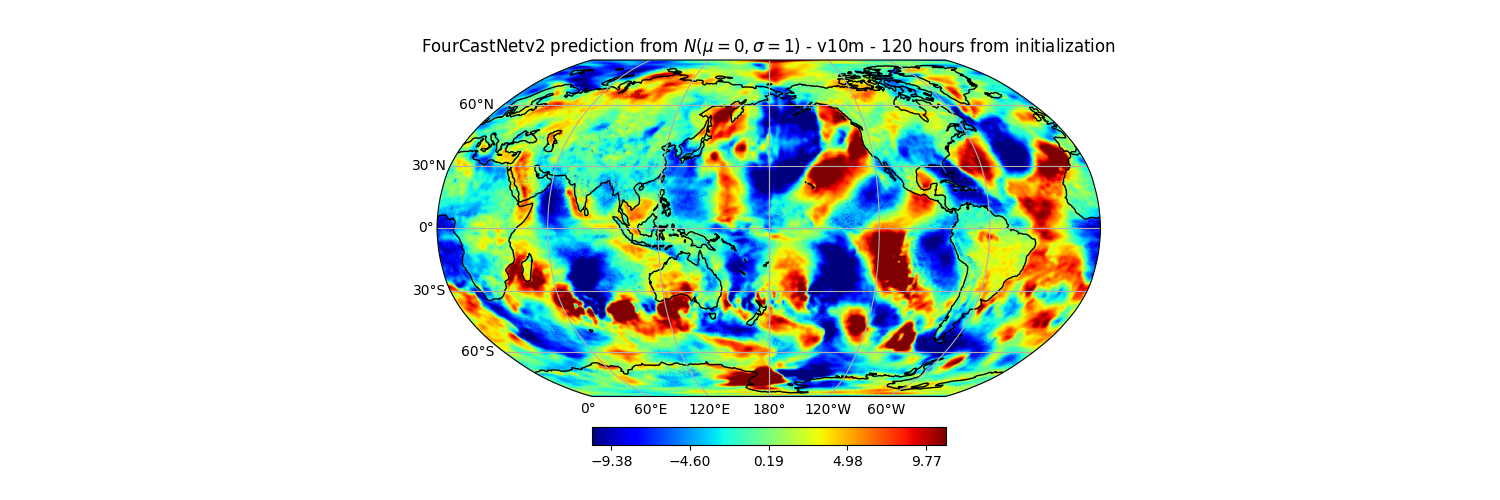 FourCastNetv2 prediction from N(μ = 0, σ = 1) - v10m - 120 hours from initialization
60°N
30°N
0°
30°S
60°S
0° 60°E 120°E 180° 120°W 60°W
−9.38 −4.60 0.19 4.98 9.77